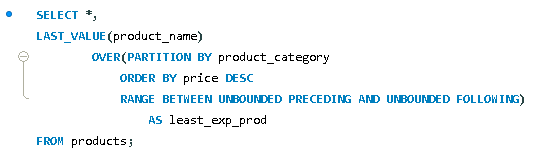 SELECT *,
LAST_VALUE(product_name)
OVER(PARTITION BY product_category
ORDER BY price DESC
RANGE BETWEEN UNBOUNDED PRECEDING AND UNBOUNDED FOLLOWING)
AS least_exp_prod
FROM products;